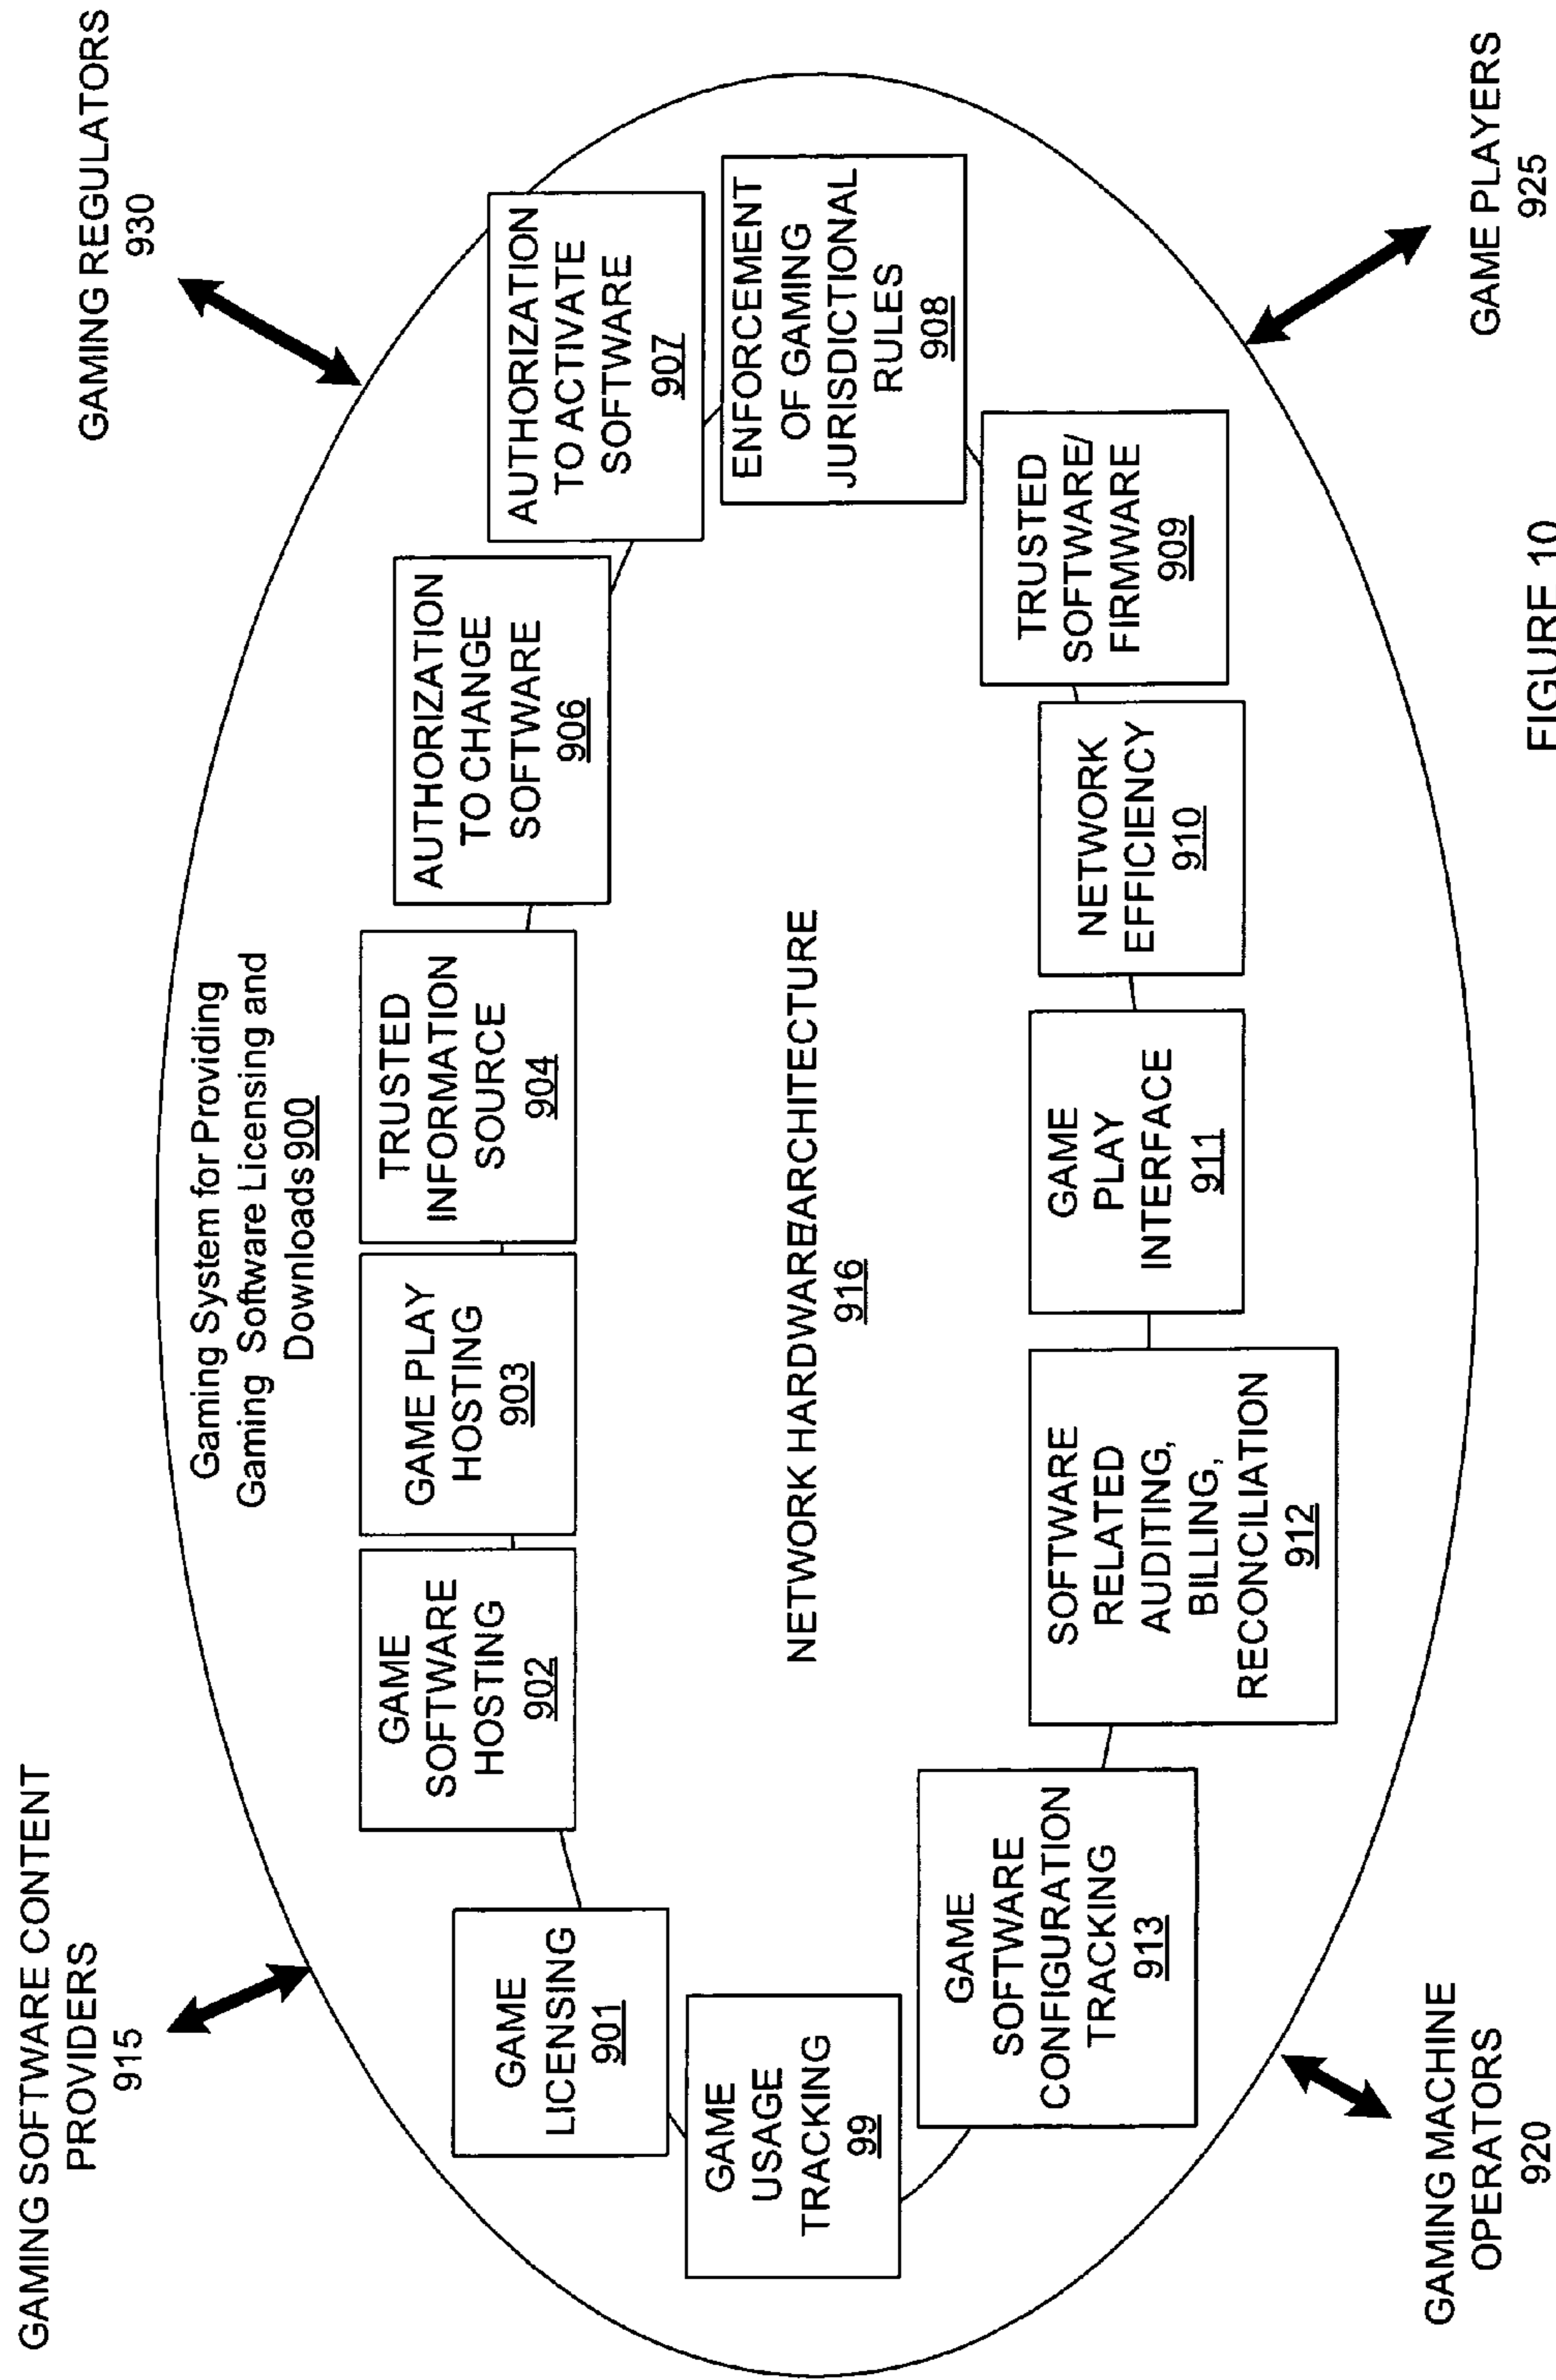 GAMING SOFTWARE CONTENT
PROVIDERS
915
GAMING REGULATORS
930
Gaming System for Providing
Gaming Software Licensing and
Downloads 900
GAME
LICENSING
901
GAME
SOFTWARE
HOSTING
902
GAME PLAY
HOSTING
903
TRUSTED
INFORMATION
SOURCE
904
AUTHORIZATION
TO CHANGE
SOFTWARE
906
AUTHORIZATION
TO ACTIVATE
SOFTWARE
907
ENFORCEMENT
OF GAMING
JURISDICTIONAL
RULES
908
NETWORK HARDWARE/ARCHITECTURE
916
GAME
USAGE
TRACKING
99
GAME
SOFTWARE
CONFIGURATION
TRACKING
913
SOFTWARE
RELATED
AUDITING,
BILLING,
RECONCILIATION
912
GAME
PLAY
INTERFACE
911
NETWORK
EFFICIENCY
910
TRUSTED
SOFTWARE/
FIRMWARE
909
GAMING MACHINE
OPERATORS
920
GAME PLAYERS
925
FIGURE 10